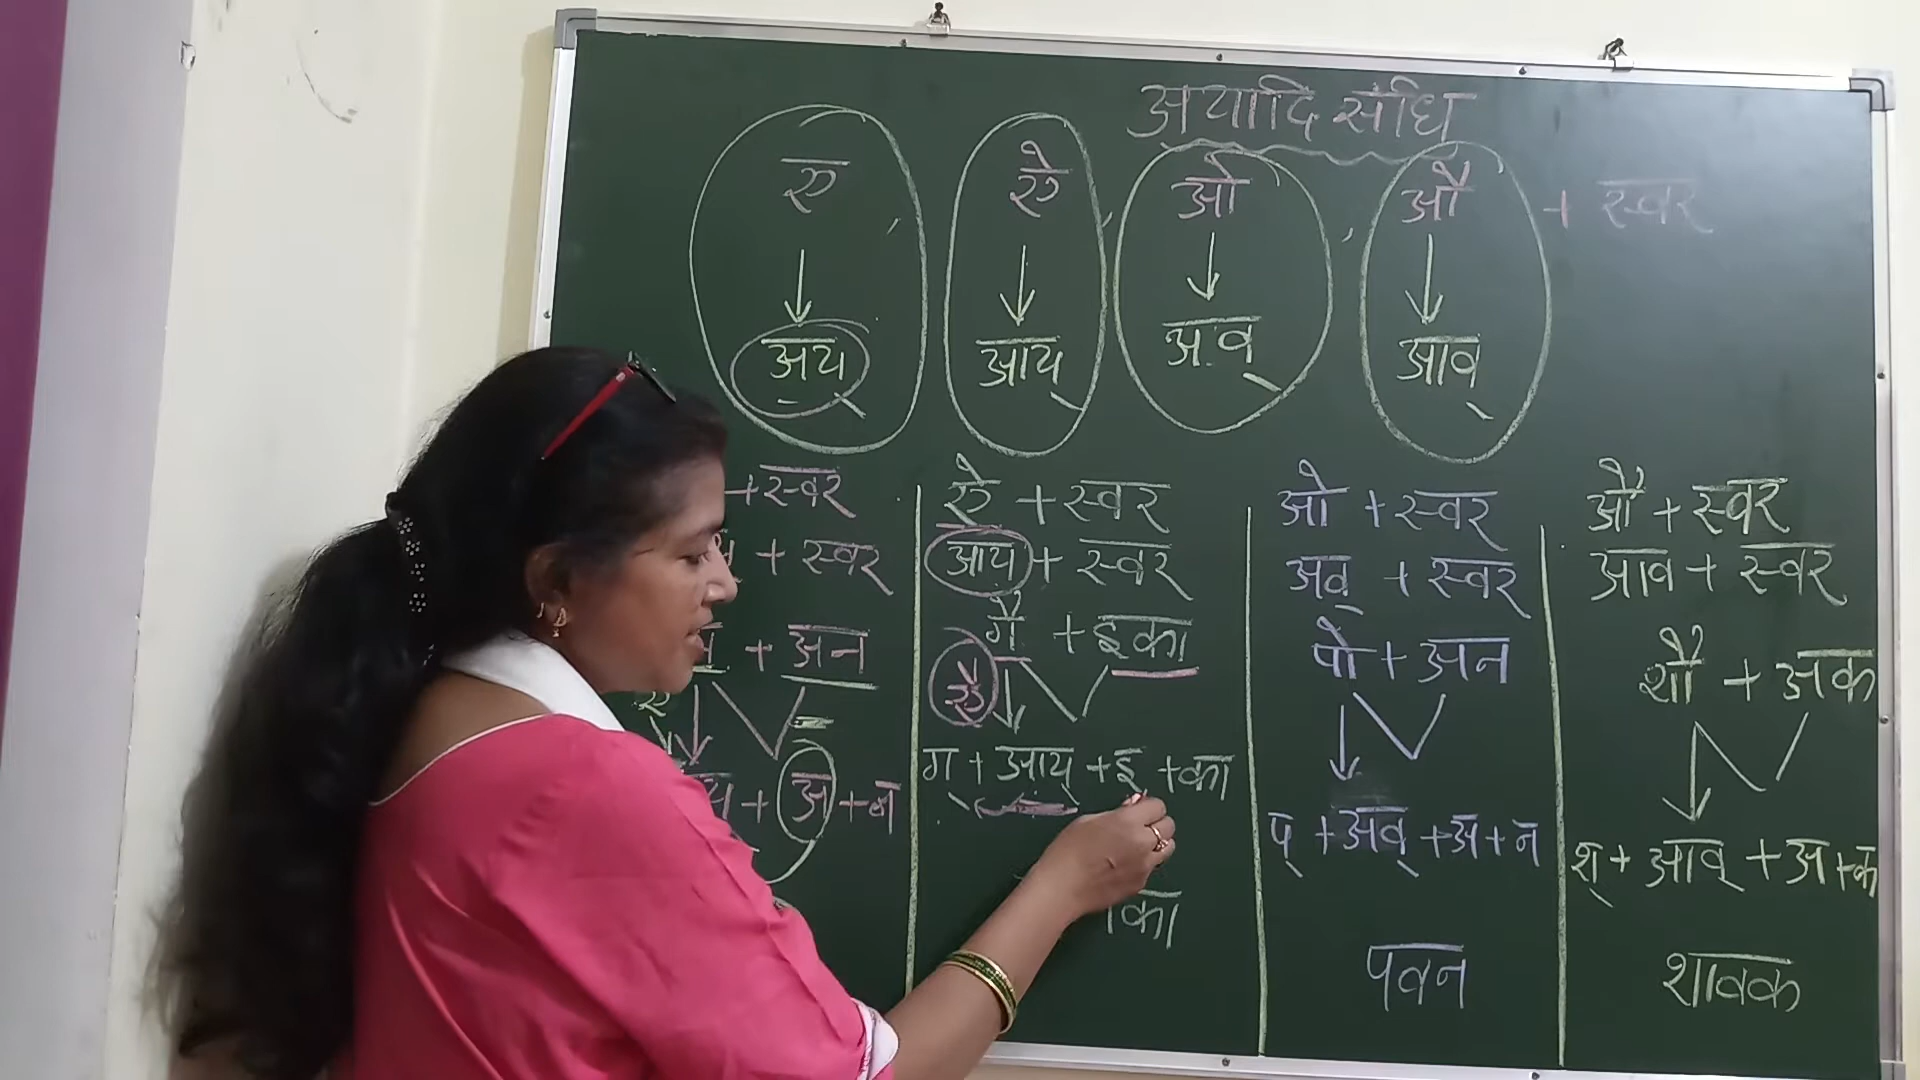 अयादि संधि
ए , ऐ , ओ , औ + स्वर
अय् आय् अव् आव्
+ स्वर
+ स्वर
+ अन
ए
+ अ + न
ऐ + स्वर
आय + स्वर
गै + इका
ऐ
ग् + आय् + इ + का
का
ओ + स्वर
अव् + स्वर
पो + अन
प् + अव् + अ + न
पवन
औ + स्वर
आव + स्वर
शौ + अक
श् + आव् + अ + क
शावक